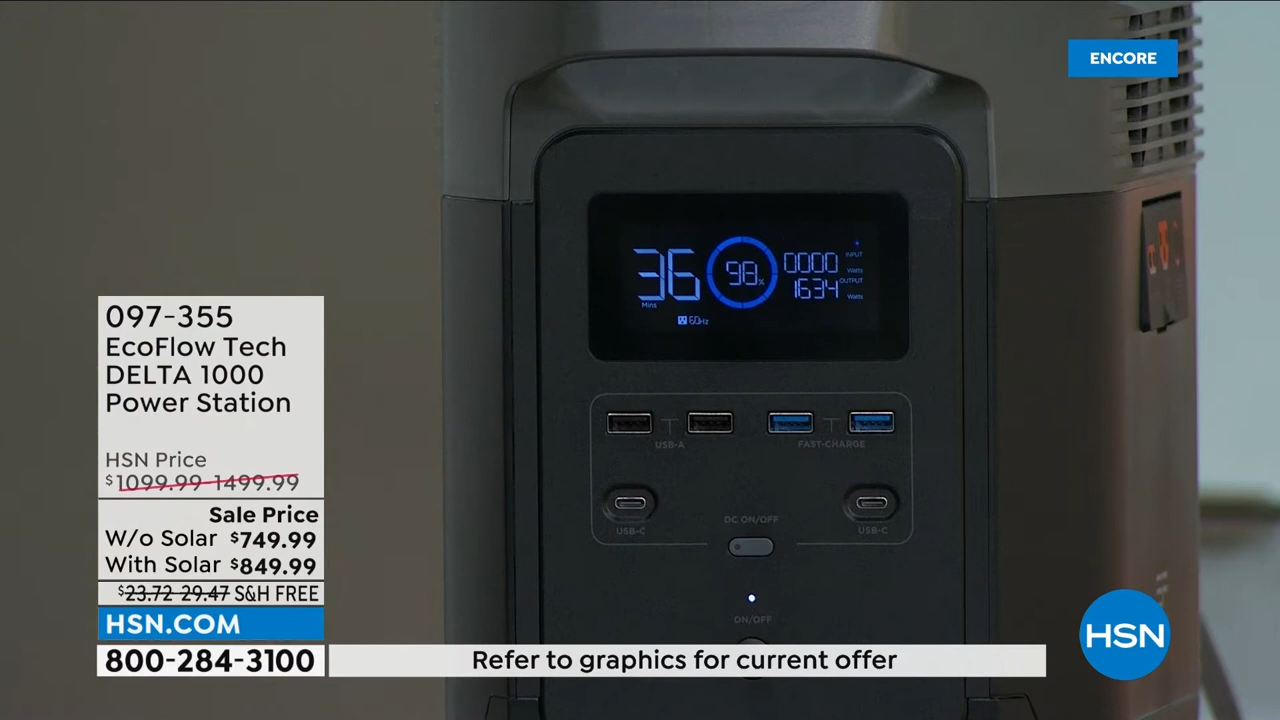 ENCORE
36 Mins
98%
0000 INPUT Watts
1634 OUTPUT Watts
60Hz
USB-A
FAST-CHARGE
USB-C
DC ON/OFF
USB-C
ON/OFF
097-355
EcoFlow Tech
DELTA 1000
Power Station
HSN Price
$1099.99-1499.99
Sale Price
W/o Solar $749.99
With Solar $849.99
$23.72-29.47 S&H FREE
HSN.COM
800-284-3100
Refer to graphics for current offer
HSN